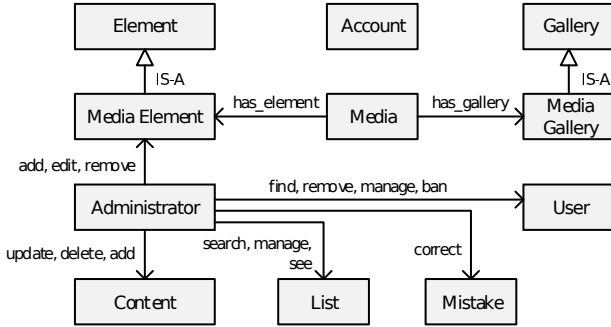 Element
Account
Gallery
IS-A
IS-A
has_element
has_gallery
Media Element
Media
Media
Gallery
add, edit, remove
find, remove, manage, ban
Administrator
User
update, delete, add
search, manage,
see
correct
Content
List
Mistake